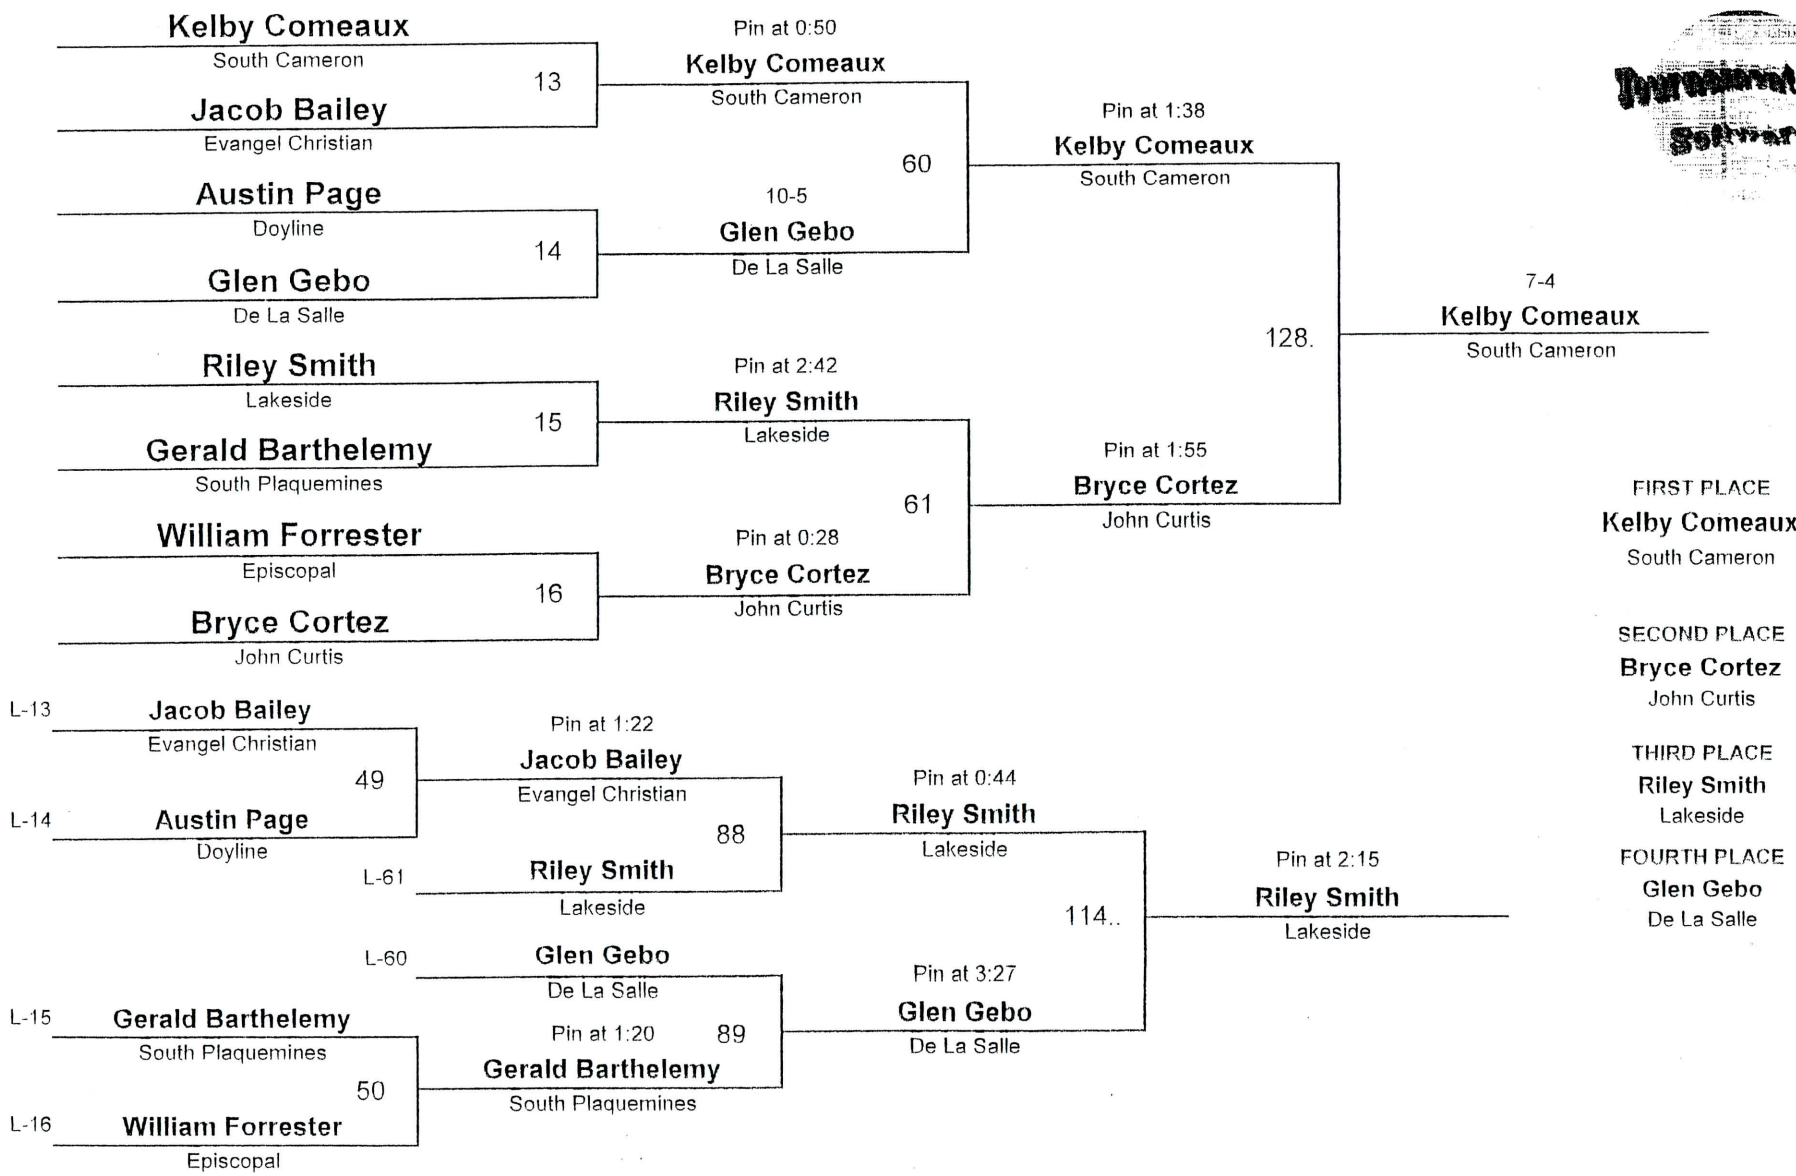 Kelby Comeaux
South Cameron
13
Jacob Bailey
Evangel Christian
Austin Page
Doyline
14
Glen Gebo
De La Salle
Riley Smith
Lakeside
15
Gerald Barthelemy
South Plaquemines
William Forrester
Episcopal
16
Bryce Cortez
John Curtis
Pin at 0:50
Kelby Comeaux
South Cameron
60
10-5
Glen Gebo
De La Salle
Pin at 2:42
Riley Smith
Lakeside
61
Pin at 0:28
Bryce Cortez
John Curtis
Pin at 1:38
Kelby Comeaux
South Cameron
128.
Pin at 1:55
Bryce Cortez
John Curtis
7-4
Kelby Comeaux
South Cameron
Tournament
Softwar
FIRST PLACE
Kelby Comeaux
South Cameron
SECOND PLACE
Bryce Cortez
John Curtis
THIRD PLACE
Riley Smith
Lakeside
FOURTH PLACE
Glen Gebo
De La Salle
L-13
Jacob Bailey
Evangel Christian
49
L-14
Austin Page
Doyline
Pin at 1:22
Jacob Bailey
Evangel Christian
88
L-61
Riley Smith
Lakeside
L-60
Glen Gebo
De La Salle
L-15
Gerald Barthelemy
South Plaquemines
50
L-16
William Forrester
Episcopal
Pin at 1:20
89
Gerald Barthelemy
South Plaquemines
Pin at 0:44
Riley Smith
Lakeside
114..
Pin at 3:27
Glen Gebo
De La Salle
Pin at 2:15
Riley Smith
Lakeside